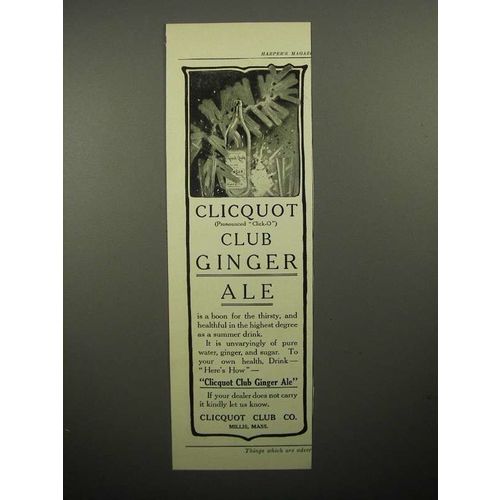 HARPER'S MAGAZ
Clicquot Club
CLICQUOT
(Pronounced "Click-O")
CLUB
GINGER
ALE
is a boon for the thirsty, and
healthful in the highest degree
as a summer drink.
It is unvaryingly of pure
water, ginger, and sugar. To
your own health, Drink—
"Here's How"—
"Clicquot Club Ginger Ale"
If your dealer does not carry
it kindly let us know.
CLICQUOT CLUB CO.
MILLIS, MASS.
Things which are adver